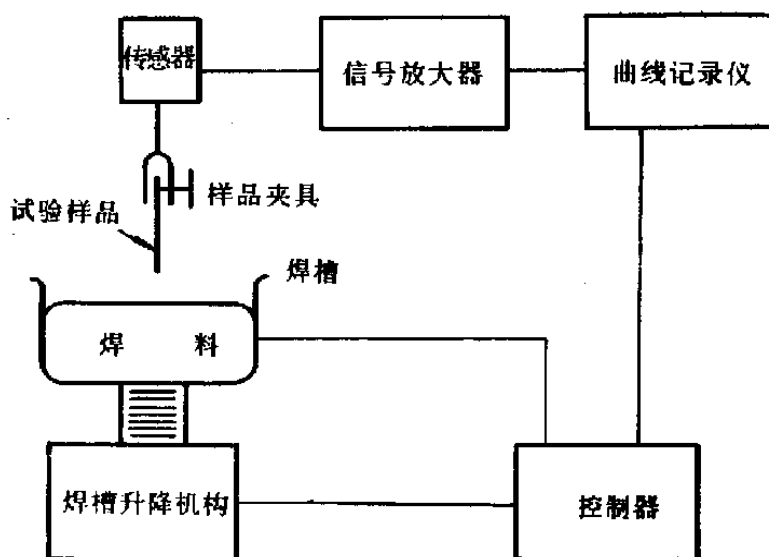 传感器
信号放大器
曲线记录仪
样品夹具
试验样品
焊槽
焊 料
焊槽升降机构
控制器